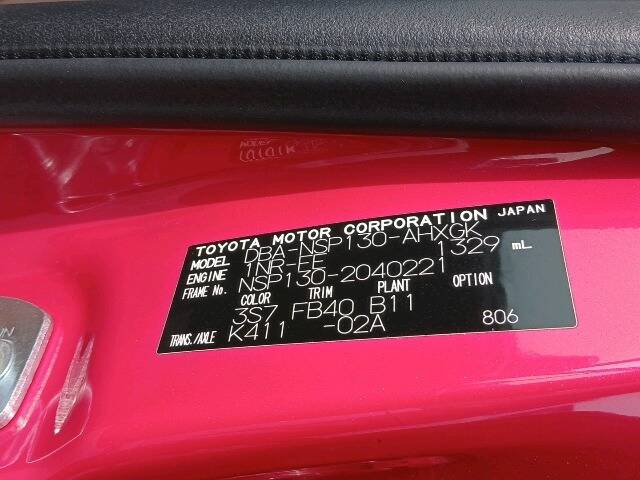 TOYOTA MOTOR CORPORATION JAPAN
MODEL DBA-NSP130-AHXGK
ENGINE 1NR-FE 1329 mL
FRAME No. NSP130-2040221
COLOR TRIM PLANT OPTION
3S7 FB40 B11
TRANS./AXLE K411 -02A 806